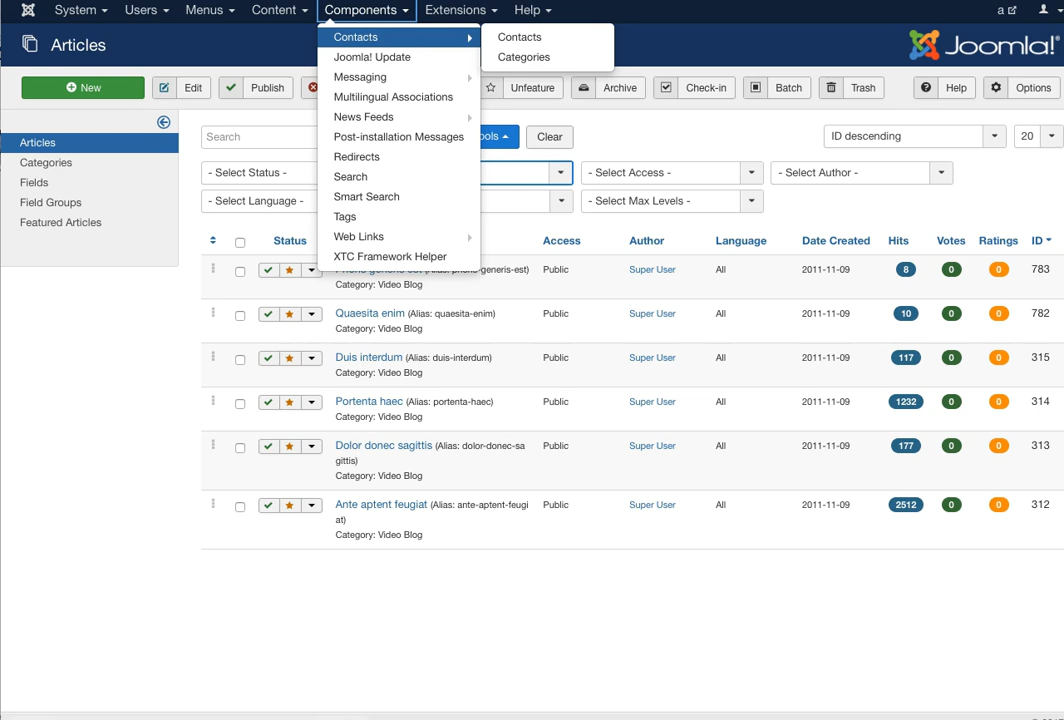 System Users Menus Content Components Extensions Help a
Articles Joomla!®
Contacts
Joomla! Update
Messaging
Multilingual Associations
News Feeds
Post-installation Messages
Redirects
Search
Smart Search
Tags
Web Links
XTC Framework Helper
Contacts
Categories
New Edit Publish Unfeature Archive Check-in Batch Trash Help Options
Articles
Categories
Fields
Field Groups
Featured Articles
Search Clear ID descending 20
- Select Status - - Select Access - - Select Author -
- Select Language - - Select Max Levels -
Status Access Author Language Date Created Hits Votes Ratings ID
generis-est) Public Super User All 2011-11-09 8 0 0 783
Category: Video Blog
Quaesita enim (Alias: quaesita-enim) Public Super User All 2011-11-09 10 0 0 782
Category: Video Blog
Duis interdum (Alias: duis-interdum) Public Super User All 2011-11-09 117 0 0 315
Category: Video Blog
Portenta haec (Alias: portenta-haec) Public Super User All 2011-11-09 1232 0 0 314
Category: Video Blog
Dolor donec sagittis (Alias: dolor-donec-sa Public Super User All 2011-11-09 177 0 0 313
gittis)
Category: Video Blog
Ante aptent feugiat (Alias: ante-aptent-feugi Public Super User All 2011-11-09 2512 0 0 312
at)
Category: Video Blog